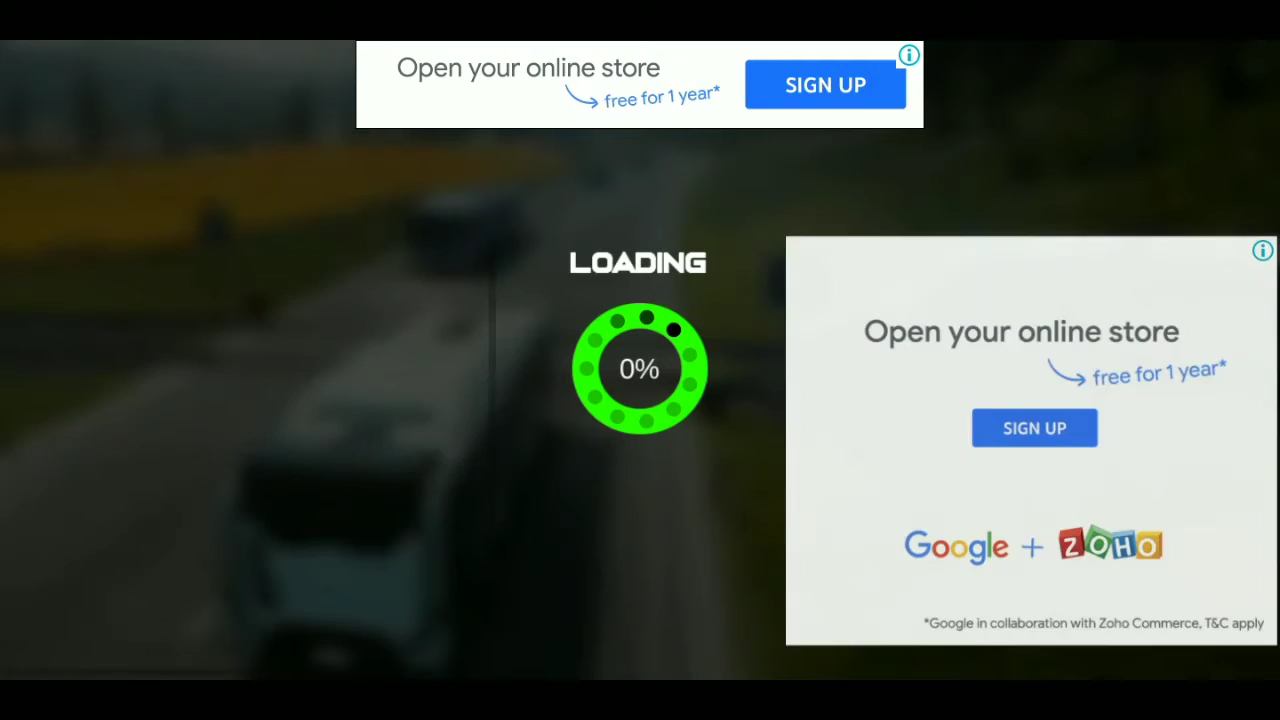 Open your online store
free for 1 year*
SIGN UP
LOADING
0%
Open your online store
free for 1 year*
SIGN UP
Google + ZOHO
*Google in collaboration with Zoho Commerce, T&C apply